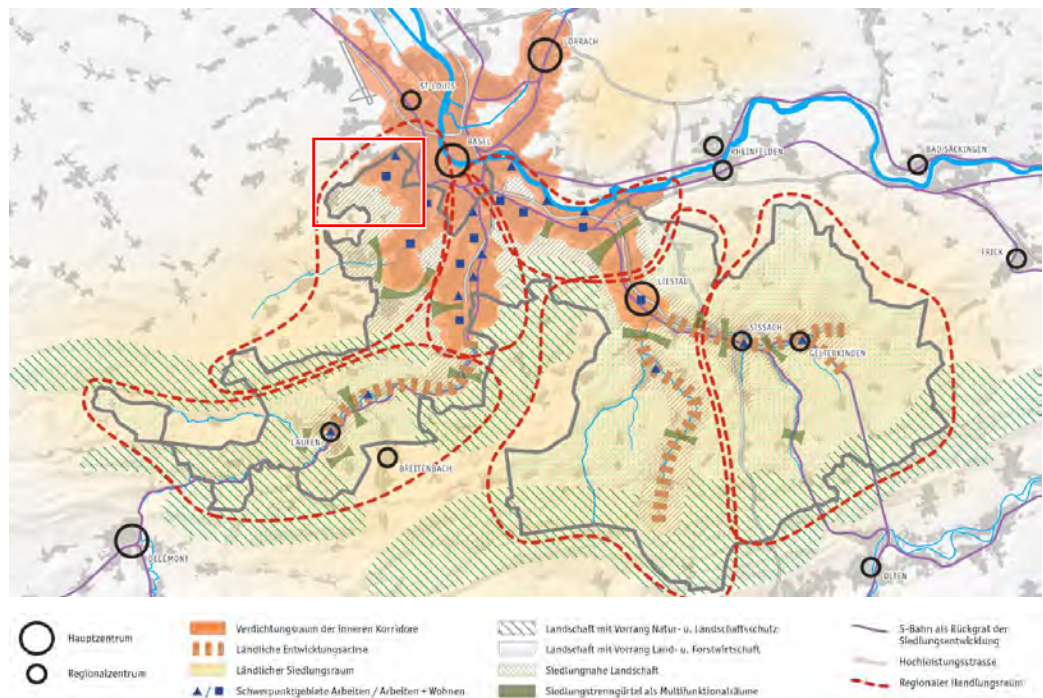 LÖRRACH
ST-LOUIS
BASEL
RHEINFELDEN
BAD SÄCKINGEN
FRICK
LIESTAL
SISSACH
GELTERKINDEN
LAUFEN
BREITENBACH
DELÉMONT
OLTEN
Hauptzentrum
Regionalzentrum
Verdichtungsraum der inneren Korridore
Ländliche Entwicklungsachse
Ländlicher Siedlungsraum
Schwerpunktgebiete Arbeiten / Arbeiten + Wohnen
Landschaft mit Vorrang Natur- u. Landschaftsschutz
Landschaft mit Vorrang Land- u. Forstwirtschaft
Siedlungsnahe Landschaft
Siedlungstrenngürtel als Multifunktionalräume
S-Bahn als Rückgrat der
Siedlungsentwicklung
Hochleistungsstrasse
Regionaler Handlungsraum